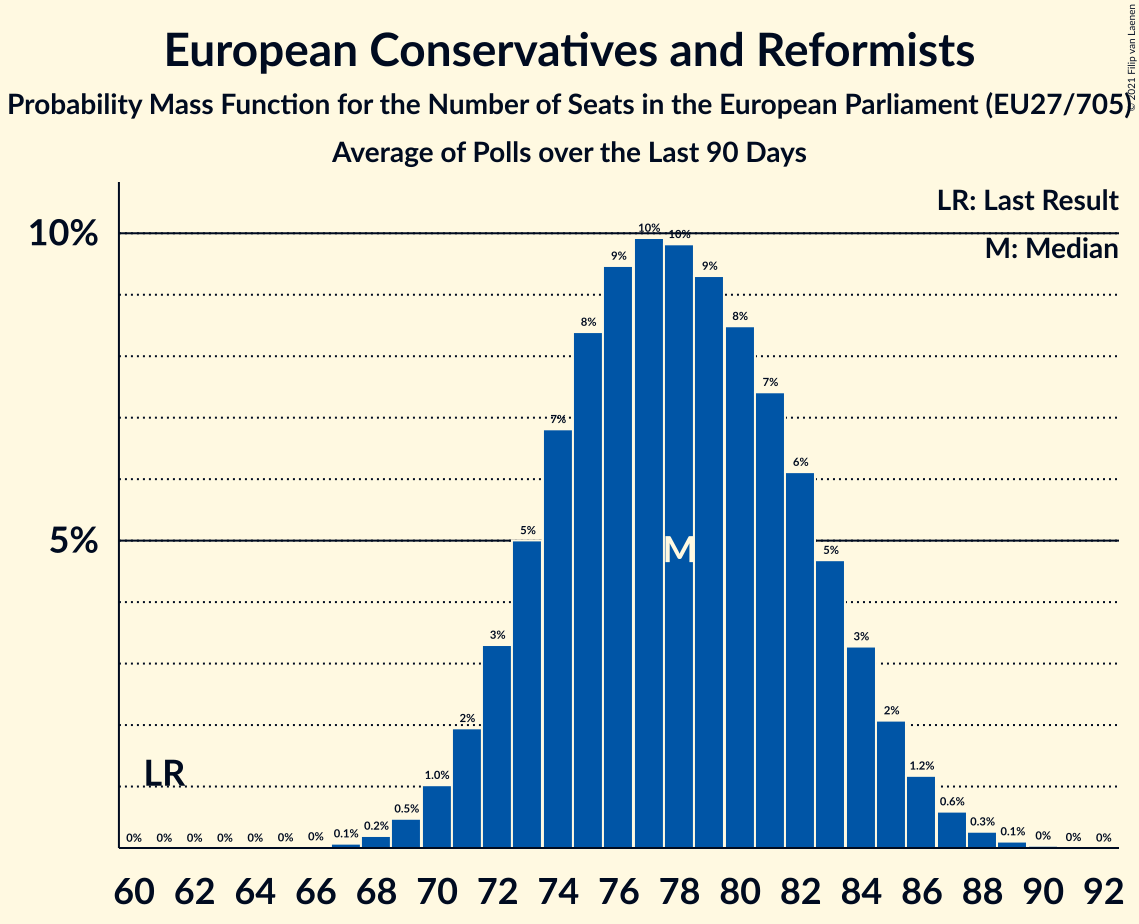 European Conservatives and Reformists
Probability Mass Function for the Number of Seats in the European Parliament (EU27/705)
Average of Polls over the Last 90 Days
© 2021 Filip van Laenen
LR: Last Result
M: Median
10%
5%
LR
M
0% 0% 0% 0% 0% 0% 0% 0.1% 0.2% 0.5% 1.0% 2% 3% 5% 7% 8% 9% 10% 10% 9% 8% 7% 6% 5% 3% 2% 1.2% 0.6% 0.3% 0.1% 0% 0% 0%
60 62 64 66 68 70 72 74 76 78 80 82 84 86 88 90 92